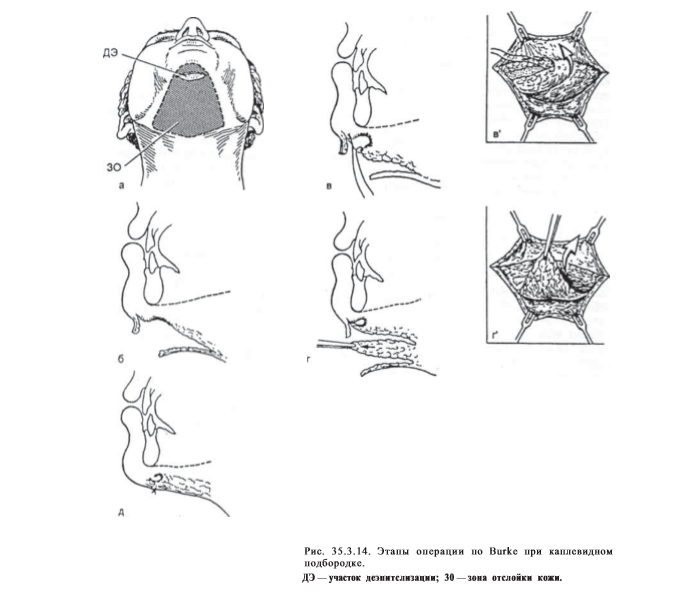 ДЭ
ЗО
а
в
в'
б
г
г'
д
Рис. 35.3.14. Этапы операции по Burke при каплевидном
подбородке.
ДЭ — участок деэпителизации; ЗО — зона отслойки кожи.